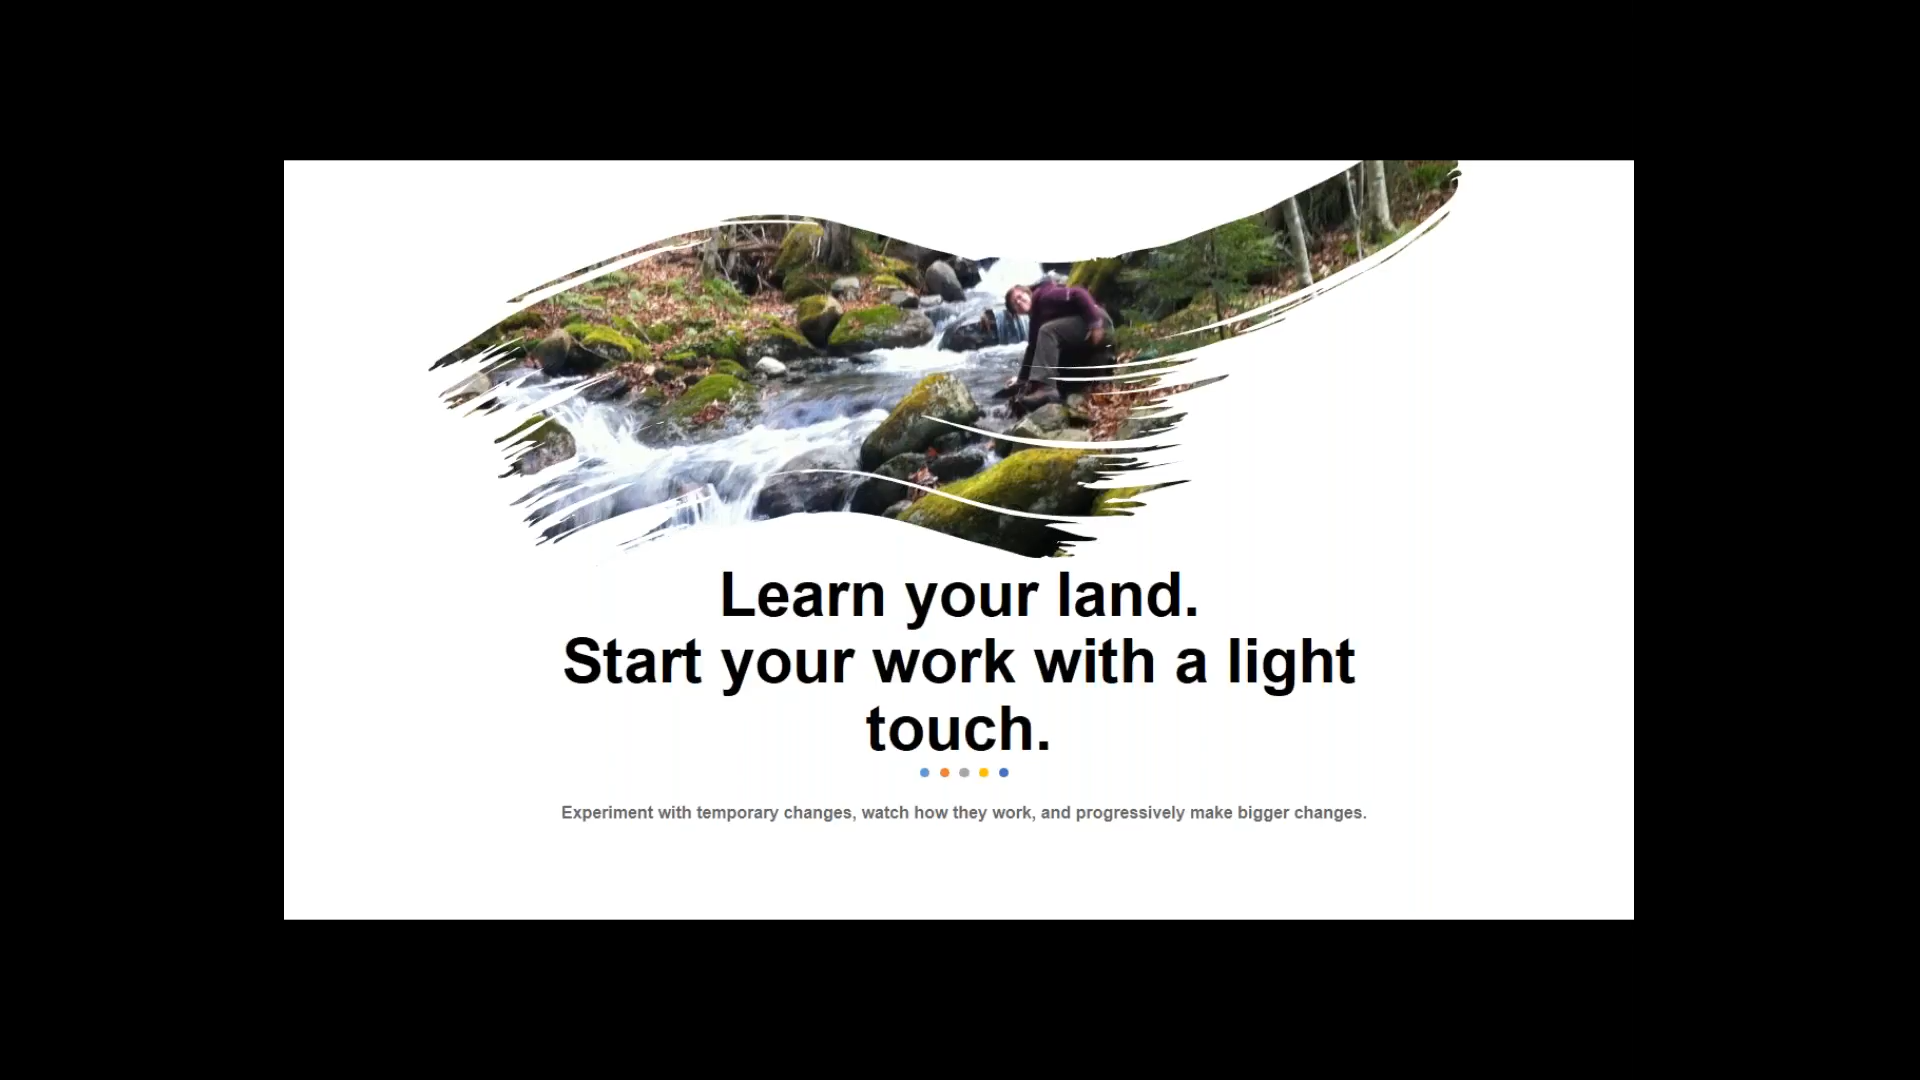 Learn your land.
Start your work with a light
touch.
Experiment with temporary changes, watch how they work, and progressively make bigger changes.